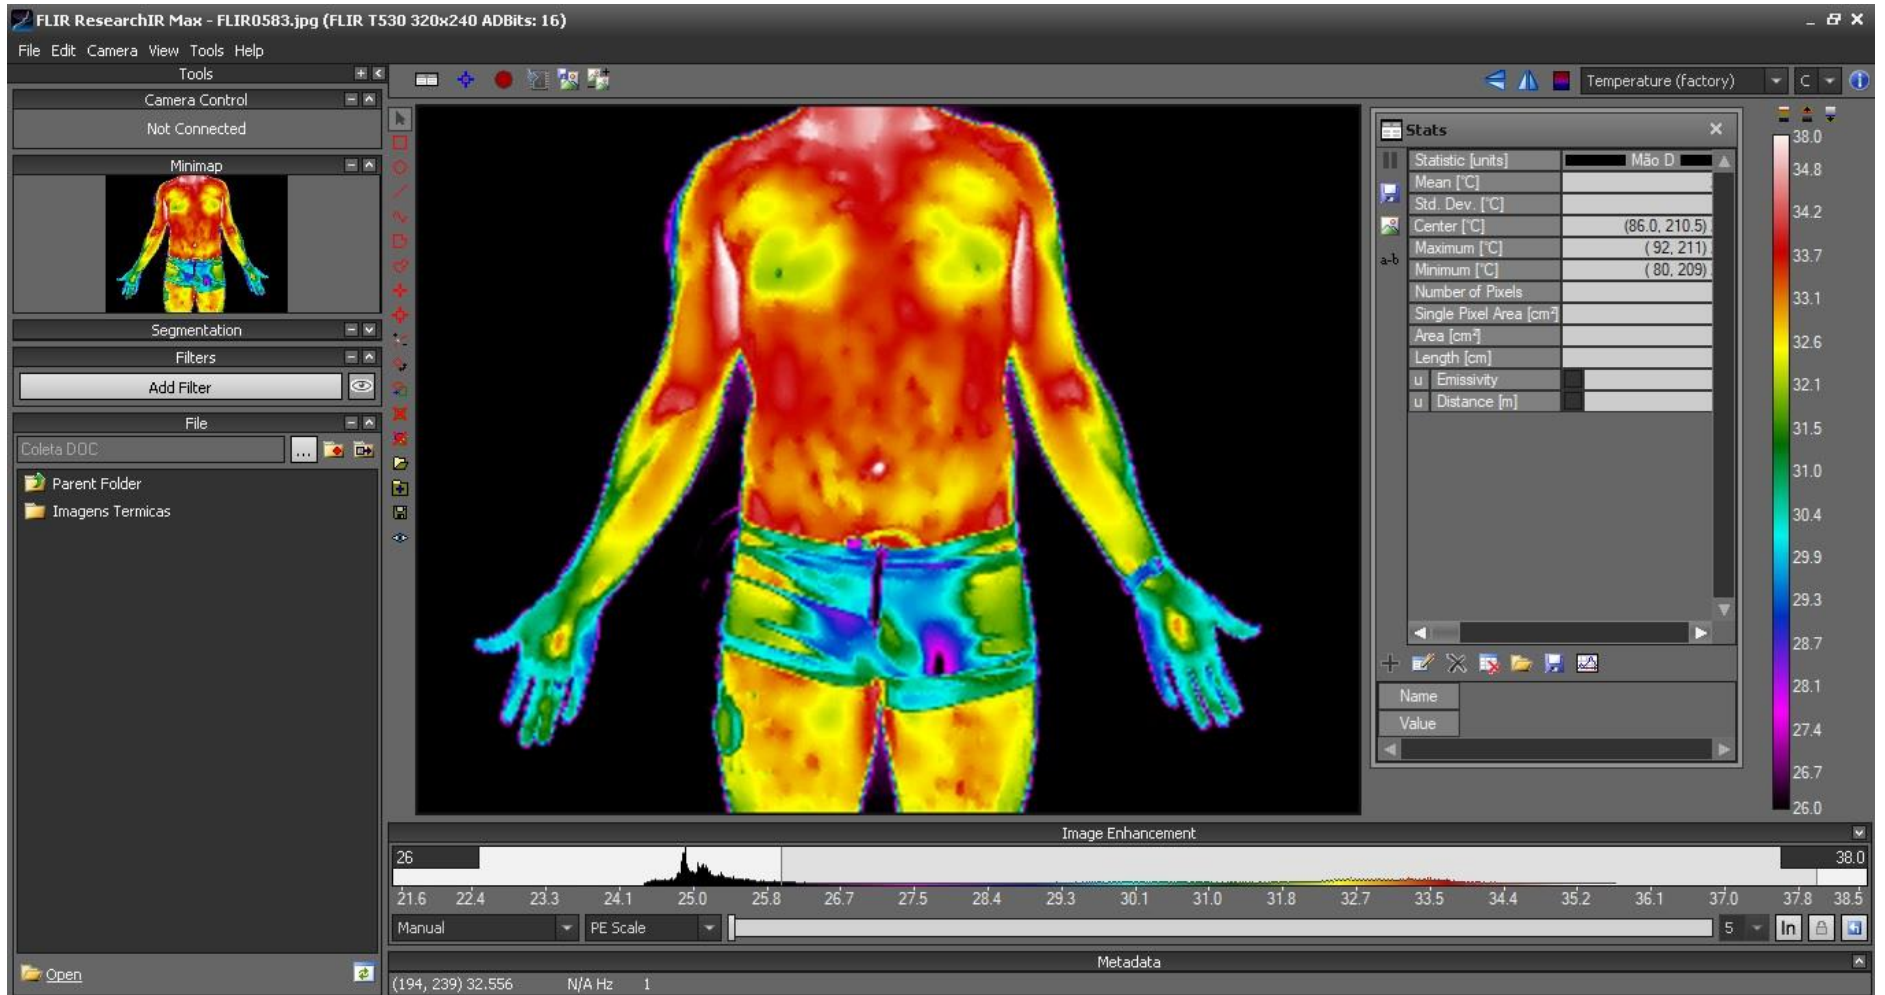 FLIR ResearchIR Max - FLIR0583.jpg (FLIR T530 320x240 ADBits: 16)
File Edit Camera View Tools Help
Tools
Camera Control
Not Connected
Minimap
Segmentation
Filters
Add Filter
File
Coleta DOC
...
Parent Folder
Imagens Termicas
Open
Temperature (factory)
C
Stats
Statistic [units] Mão D
Mean [°C]
Std. Dev. [°C]
Center [°C] (86.0, 210.5)
Maximum [°C] (92, 211)
Minimum [°C] (80, 209)
Number of Pixels
Single Pixel Area [cm²]
Area [cm²]
Length [cm]
u Emissivity
u Distance [m]
a-b
Name
Value
38.0
34.8
34.2
33.7
33.1
32.6
32.1
31.5
31.0
30.4
29.9
29.3
28.7
28.1
27.4
26.7
26.0
Image Enhancement
26 38.0
21.6 22.4 23.3 24.1 25.0 25.8 26.7 27.5 28.4 29.3 30.1 31.0 31.8 32.7 33.5 34.4 35.2 36.1 37.0 37.8 38.5
Manual PE Scale 5 In
Metadata
(194, 239) 32.556 N/A Hz 1